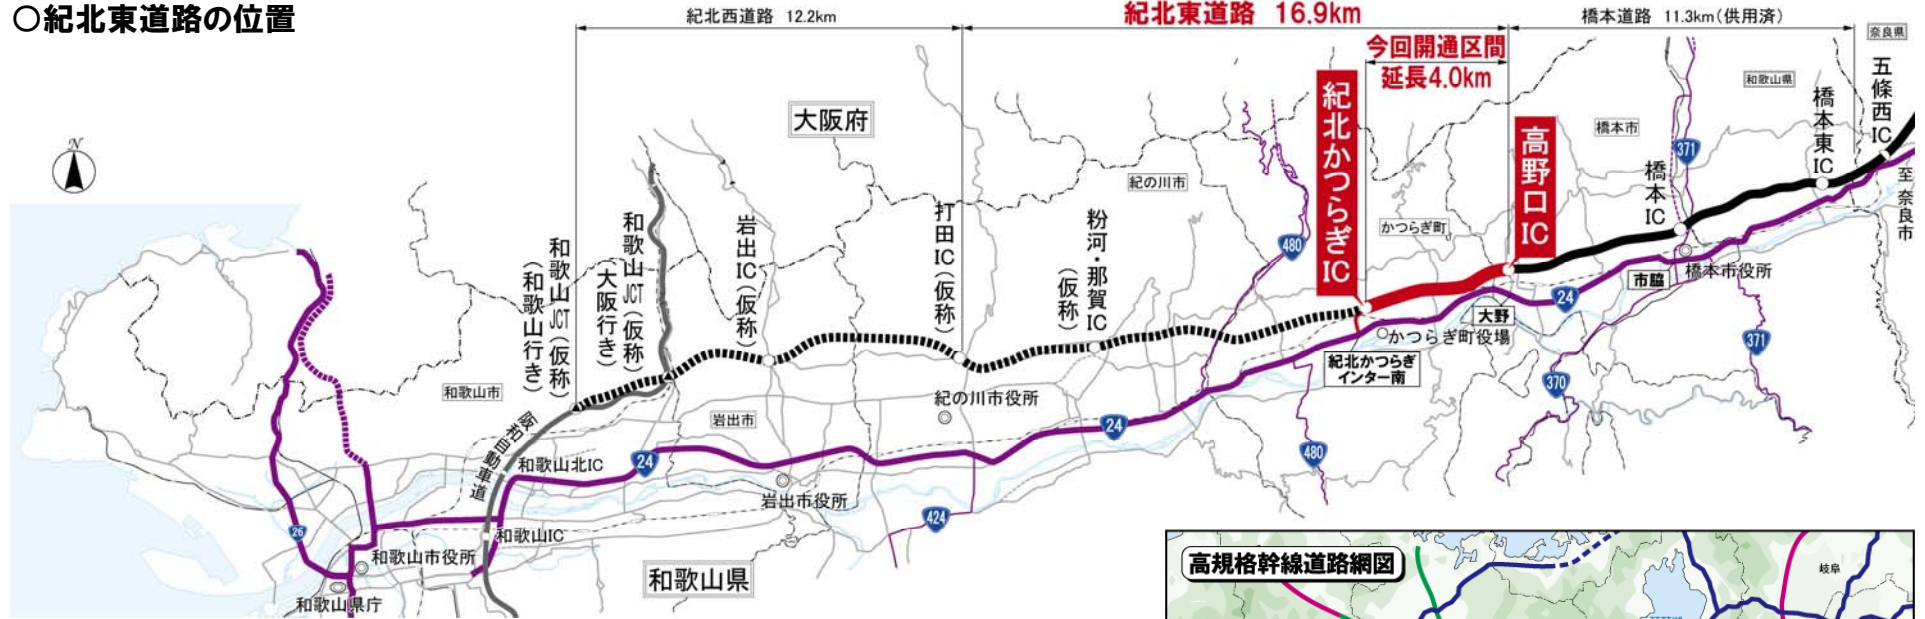 ○紀北東道路の位置
紀北西道路 12.2km
紀北東道路 16.9km
橋本道路 11.3km(供用済)
今回開通区間
延長4.0km
奈良県
五條西IC
和歌山県
橋本東IC
橋本市
371
橋本IC
至 奈良市
高野口IC
紀北かつらぎIC
大阪府
紀の川市
かつらぎ町
480
粉河・那賀IC
(仮称)
打田IC(仮称)
岩出IC(仮称)
和歌山JCT(仮称)
(大阪行き)
和歌山JCT(仮称)
(和歌山行き)
N
市脇
橋本市役所
24
大野
かつらぎ町役場
紀北かつらぎ
インター南
371
370
和歌山市
岩出市
紀の川市役所
24
480
阪和自動車道
和歌山北IC
24
岩出市役所
424
26
和歌山IC
和歌山市役所
和歌山県
和歌山県庁
高規格幹線道路網図
岐阜